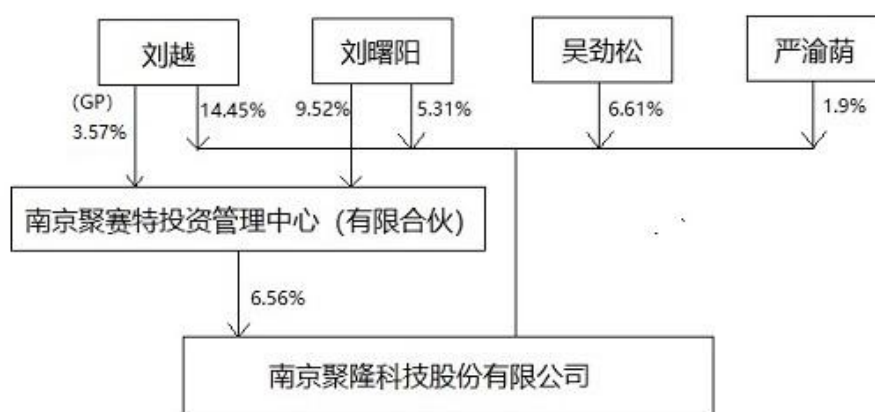 刘越
刘曙阳
吴劲松
严渝荫
(GP)
3.57%
14.45%
9.52%
5.31%
6.61%
1.9%
南京聚赛特投资管理中心（有限合伙）
6.56%
南京聚隆科技股份有限公司